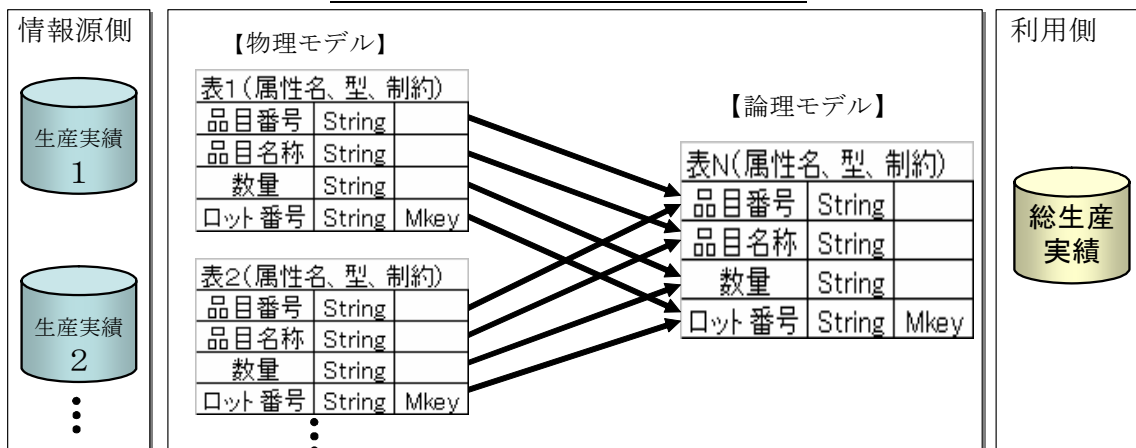 情報源側
生産実績
1
生産実績
2
【物理モデル】
表1(属性名、型、制約)
品目番号 String
品目名称 String
数量 String
ロット番号 String Mkey
表2(属性名、型、制約)
品目番号 String
品目名称 String
数量 String
ロット番号 String Mkey
【論理モデル】
表N(属性名、型、制約)
品目番号 String
品目名称 String
数量 String
ロット番号 String Mkey
利用側
総生産
実績